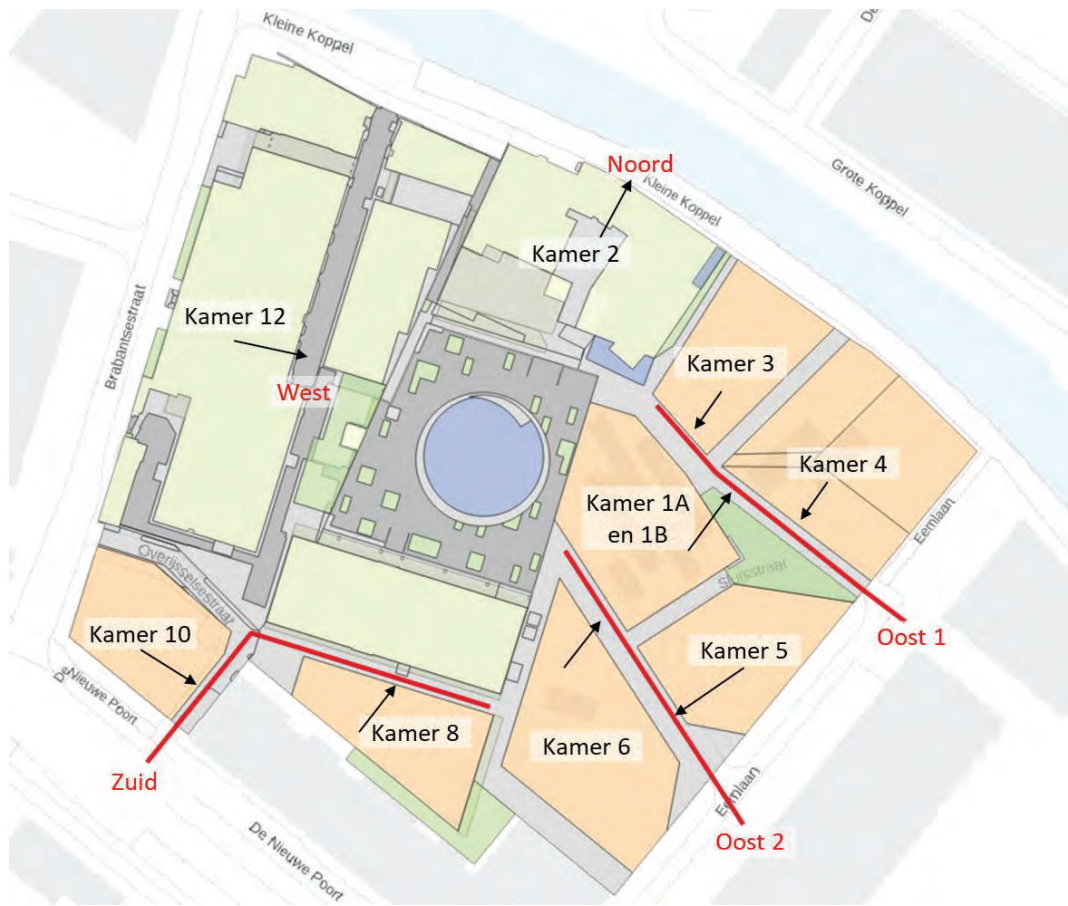 Kleine Koppel
De
Noord
Kleine Koppel
Grote Koppel
Kamer 2
Brabantsestraat
Kamer 12
West
Kamer 3
Kamer 4
Kamer 1A
en 1B
Eemlaan
Sluisstraat
Overijsselsestraat
Kamer 10
Kamer 5
Oost 1
De Nieuwe Poort
Kamer 8
Kamer 6
Zuid
Eemlaan
Oost 2
De Nieuwe Poort